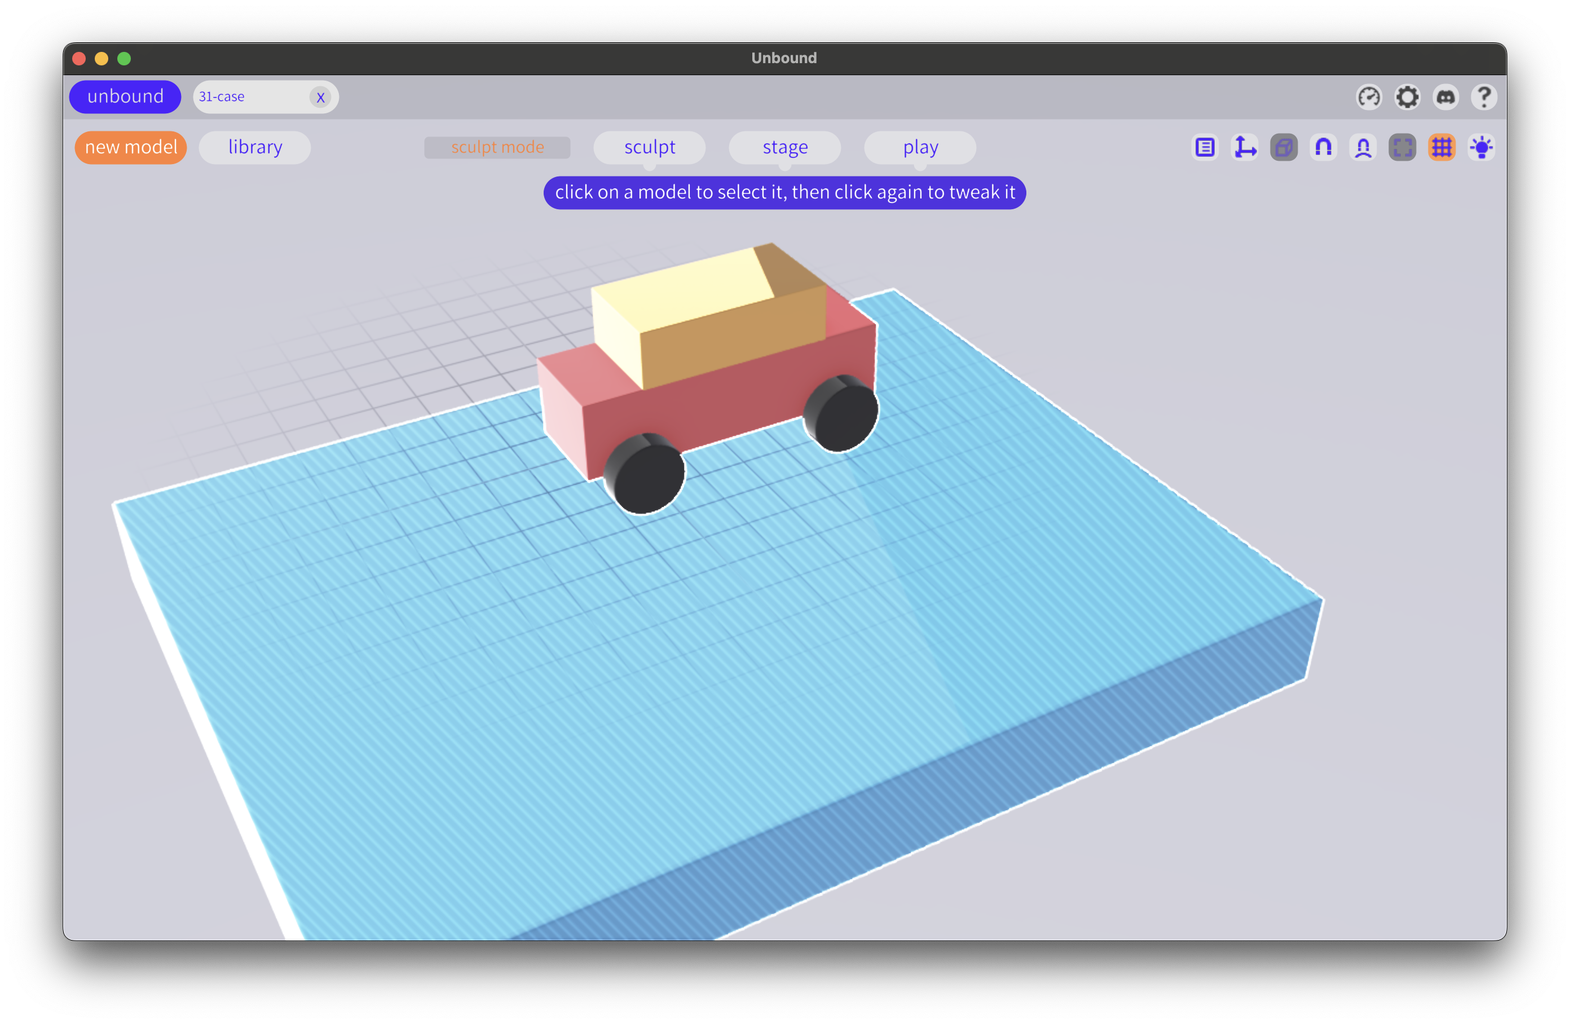 Unbound
unbound
31-case
X
?
new model
library
sculpt mode
sculpt
stage
play
click on a model to select it, then click again to tweak it